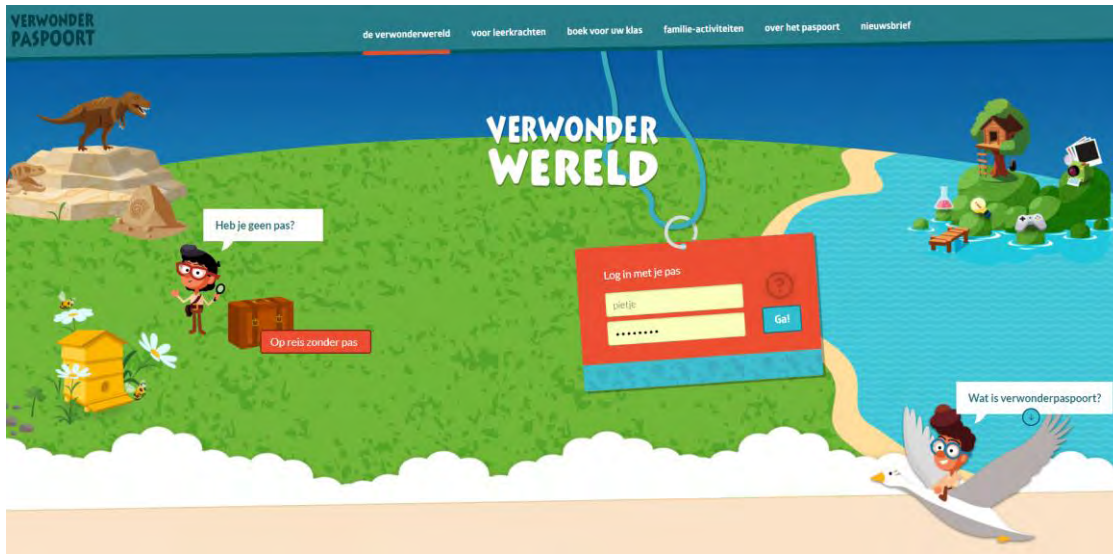 VERWONDER
PASPOORT
de verwonderwereld voor leerkrachten boek voor uw klas familie-activiteiten over het paspoort nieuwsbrief
VERWONDER
WERELD
Heb je geen pas?
Op reis zonder pas
Log in met je pas
pietje
••••••••
?
Ga!
Wat is verwonderpaspoort?